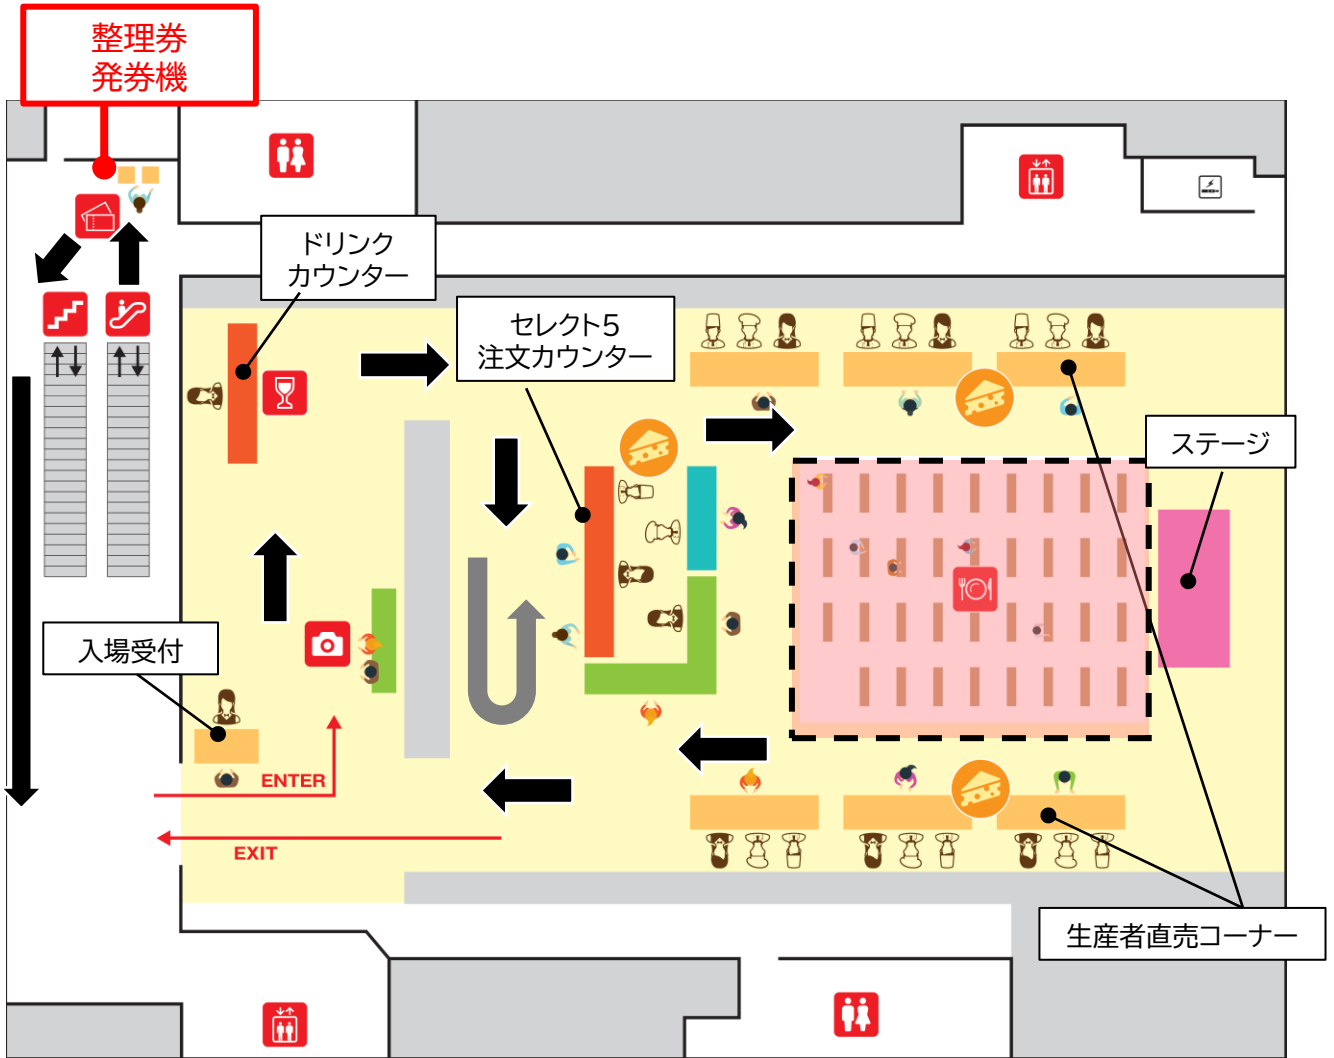 整理券
発券機
ドリンク
カウンター
セレクト5
注文カウンター
ステージ
入場受付
ENTER
EXIT
生産者直売コーナー